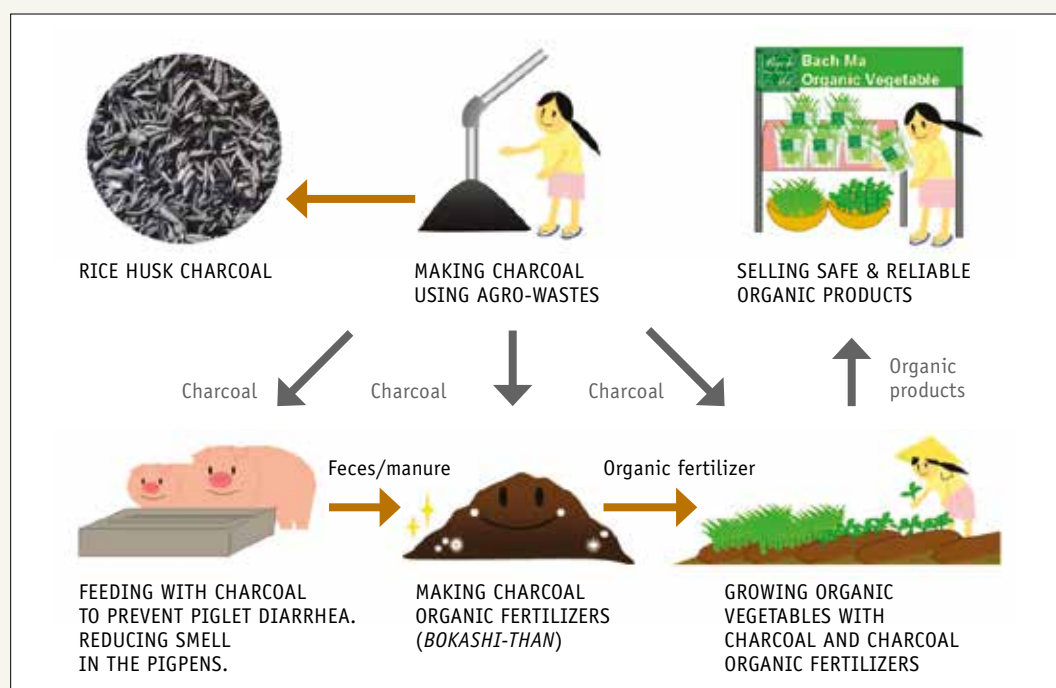 Bach Ma
Organic Vegetable
RICE HUSK CHARCOAL
MAKING CHARCOAL
USING AGRO-WASTES
SELLING SAFE & RELIABLE
ORGANIC PRODUCTS
Charcoal
Charcoal
Charcoal
Organic
products
Feces/manure
Organic fertilizer
FEEDING WITH CHARCOAL
TO PREVENT PIGLET DIARRHEA.
REDUCING SMELL
IN THE PIGPENS.
MAKING CHARCOAL
ORGANIC FERTILIZERS
(BOKASHI-THAN)
GROWING ORGANIC
VEGETABLES WITH
CHARCOAL AND CHARCOAL
ORGANIC FERTILIZERS